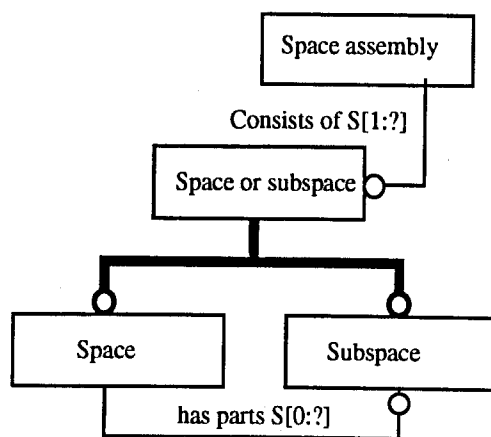 Space assembly
Consists of S[1:?]
Space or subspace
Space
Subspace
has parts S[0:?]